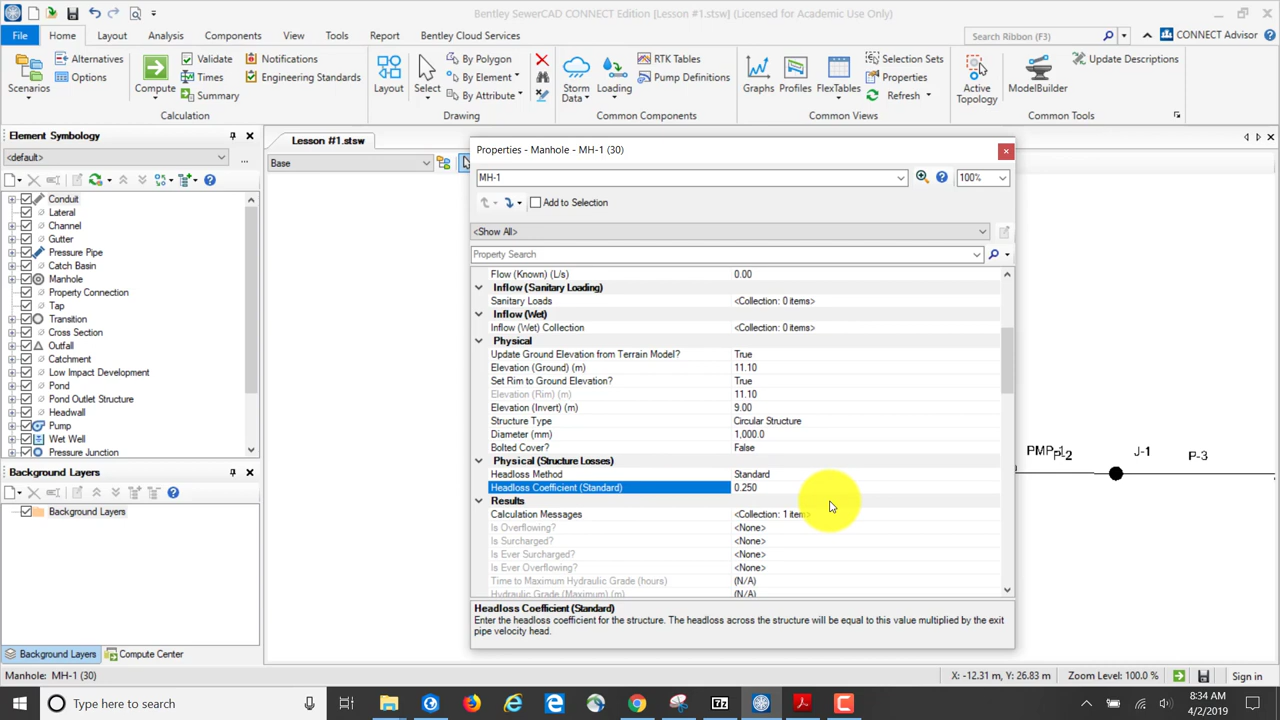 Bentley SewerCAD CONNECT Edition [Lesson #1.stsw] (Licensed for Academic Use Only)
File Home Layout Analysis Components View Tools Report Bentley Cloud Services Search Ribbon (F3) CONNECT Advisor
Scenarios Alternatives Options
Compute Validate Times Summary Notifications Engineering Standards
Layout Select By Polygon By Element By Attribute
Storm Data Loading RTK Tables Pump Definitions
Graphs Profiles FlexTables Selection Sets Properties Refresh
Active Topology ModelBuilder Update Descriptions
Calculation Drawing Common Components Common Views Common Tools
Element Symbology
<default>
Conduit
Lateral
Channel
Gutter
Pressure Pipe
Catch Basin
Manhole
Property Connection
Tap
Transition
Cross Section
Outfall
Catchment
Low Impact Development
Pond
Pond Outlet Structure
Headwall
Pump
Wet Well
Pressure Junction
Background Layers
Background Layers
Background Layers Compute Center
Lesson #1.stsw
Base
Properties - Manhole - MH-1 (30)
MH-1 100%
Add to Selection
<Show All>
Property Search
Flow (Known) (L/s) 0.00
Inflow (Sanitary Loading)
Sanitary Loads <Collection: 0 items>
Inflow (Wet)
Inflow (Wet) Collection <Collection: 0 items>
Physical
Update Ground Elevation from Terrain Model? True
Elevation (Ground) (m) 11.10
Set Rim to Ground Elevation? True
Elevation (Rim) (m) 11.10
Elevation (Invert) (m) 9.00
Structure Type Circular Structure
Diameter (mm) 1,000.0
Bolted Cover? False
Physical (Structure Losses)
Headloss Method Standard
Headloss Coefficient (Standard) 0.250
Results
Calculation Messages <Collection: 1 item>
Is Overflowing? <None>
Is Surcharged? <None>
Is Ever Surcharged? <None>
Is Ever Overflowing? <None>
Time to Maximum Hydraulic Grade (hours) (N/A)
Hydraulic Grade (Maximum) (m) (N/A)
Headloss Coefficient (Standard)
Enter the headloss coefficient for the structure. The headloss across the structure will be equal to this value multiplied by the exit
pipe velocity head.
J-1 P-3
Manhole: MH-1 (30) X: -12.31 m, Y: 26.83 m Zoom Level: 100.0 % Sign in
Type here to search
8:34 AM
4/2/2019